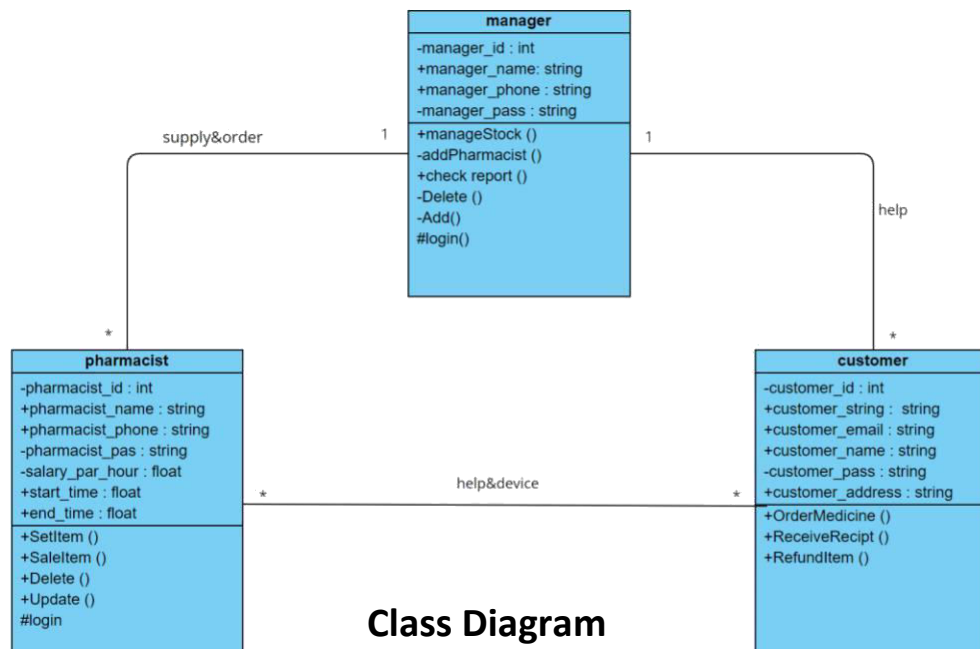 manager
-manager_id : int
+manager_name: string
+manager_phone : string
-manager_pass : string
+manageStock ()
-addPharmacist ()
+check report ()
-Delete ()
-Add()
#login()
supply&order
1
1
help
*
*
pharmacist
-pharmacist_id : int
+pharmacist_name : string
+pharmacist_phone : string
-pharmacist_pas : string
-salary_par_hour : float
+start_time : float
+end_time : float
+SetItem ()
+SaleItem ()
+Delete ()
+Update ()
#login
*
help&device
*
customer
-customer_id : int
+customer_string :  string
+customer_email : string
+customer_name : string
-customer_pass : string
+customer_address : string
+OrderMedicine ()
+ReceiveRecipt ()
+RefundItem ()
Class Diagram